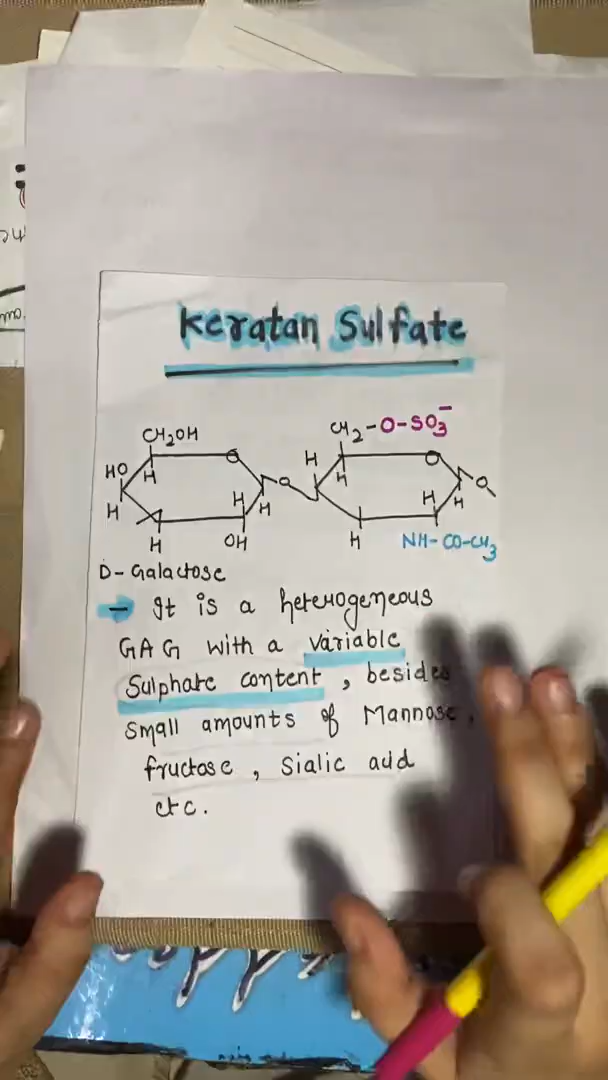 Keratan Sulfate
CH2OH
CH2-O-SO3-
HO
H
H
H
H
O
O
O
O
H
H
H
H
H
H
OH
H
NH-CO-CH3
D-Galactose
- It is a heterogeneous
GAG with a variable
Sulphate content, besides
Small amounts of Mannose,
fructose, Sialic acid
etc.